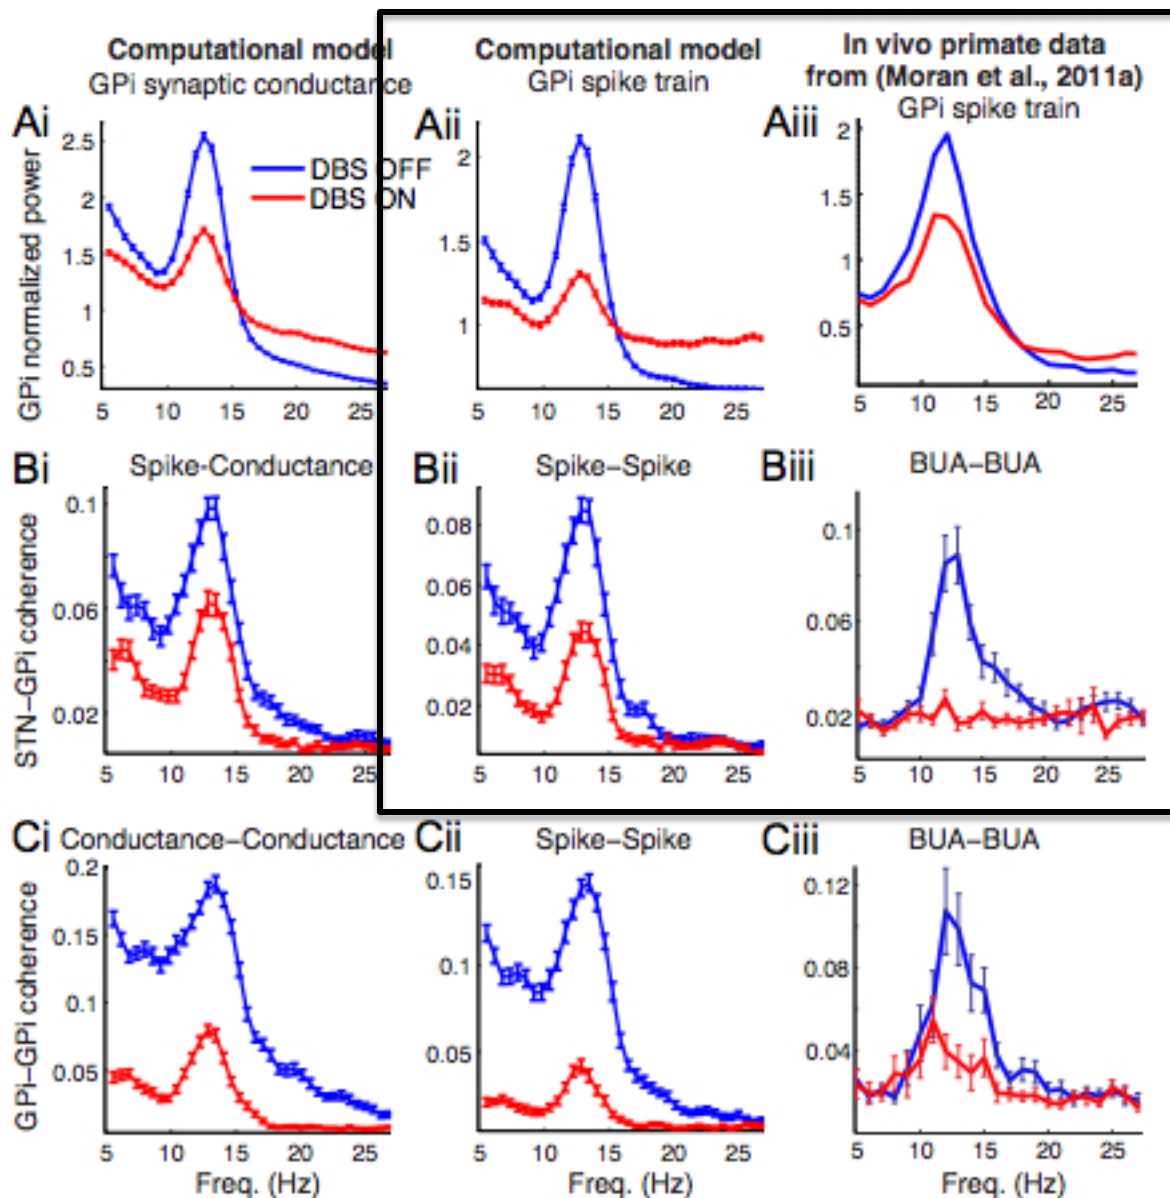 Computational model
GPi synaptic conductance
Computational model
GPi spike train
In vivo primate data
from (Moran et al., 2011a)
GPi spike train
Ai
GPi normalized power
2.5
2
1.5
1
0.5
5 10 15 20 25
DBS OFF
DBS ON
Aii
2
1.5
1
5 10 15 20 25
Aiii
2
1.5
1
0.5
5 10 15 20 25
Bi
Spike-Conductance
STN-GPi coherence
0.1
0.06
0.02
5 10 15 20 25
Bii
Spike-Spike
0.08
0.06
0.04
0.02
5 10 15 20 25
Biii
BUA-BUA
0.1
0.06
0.02
5 10 15 20 25
Ci
Conductance-Conductance
GPi-GPi coherence
0.2
0.15
0.1
0.05
5 10 15 20 25
Freq. (Hz)
Cii
Spike-Spike
0.15
0.1
0.05
5 10 15 20 25
Freq. (Hz)
Ciii
BUA-BUA
0.12
0.08
0.04
5 10 15 20 25
Freq. (Hz)